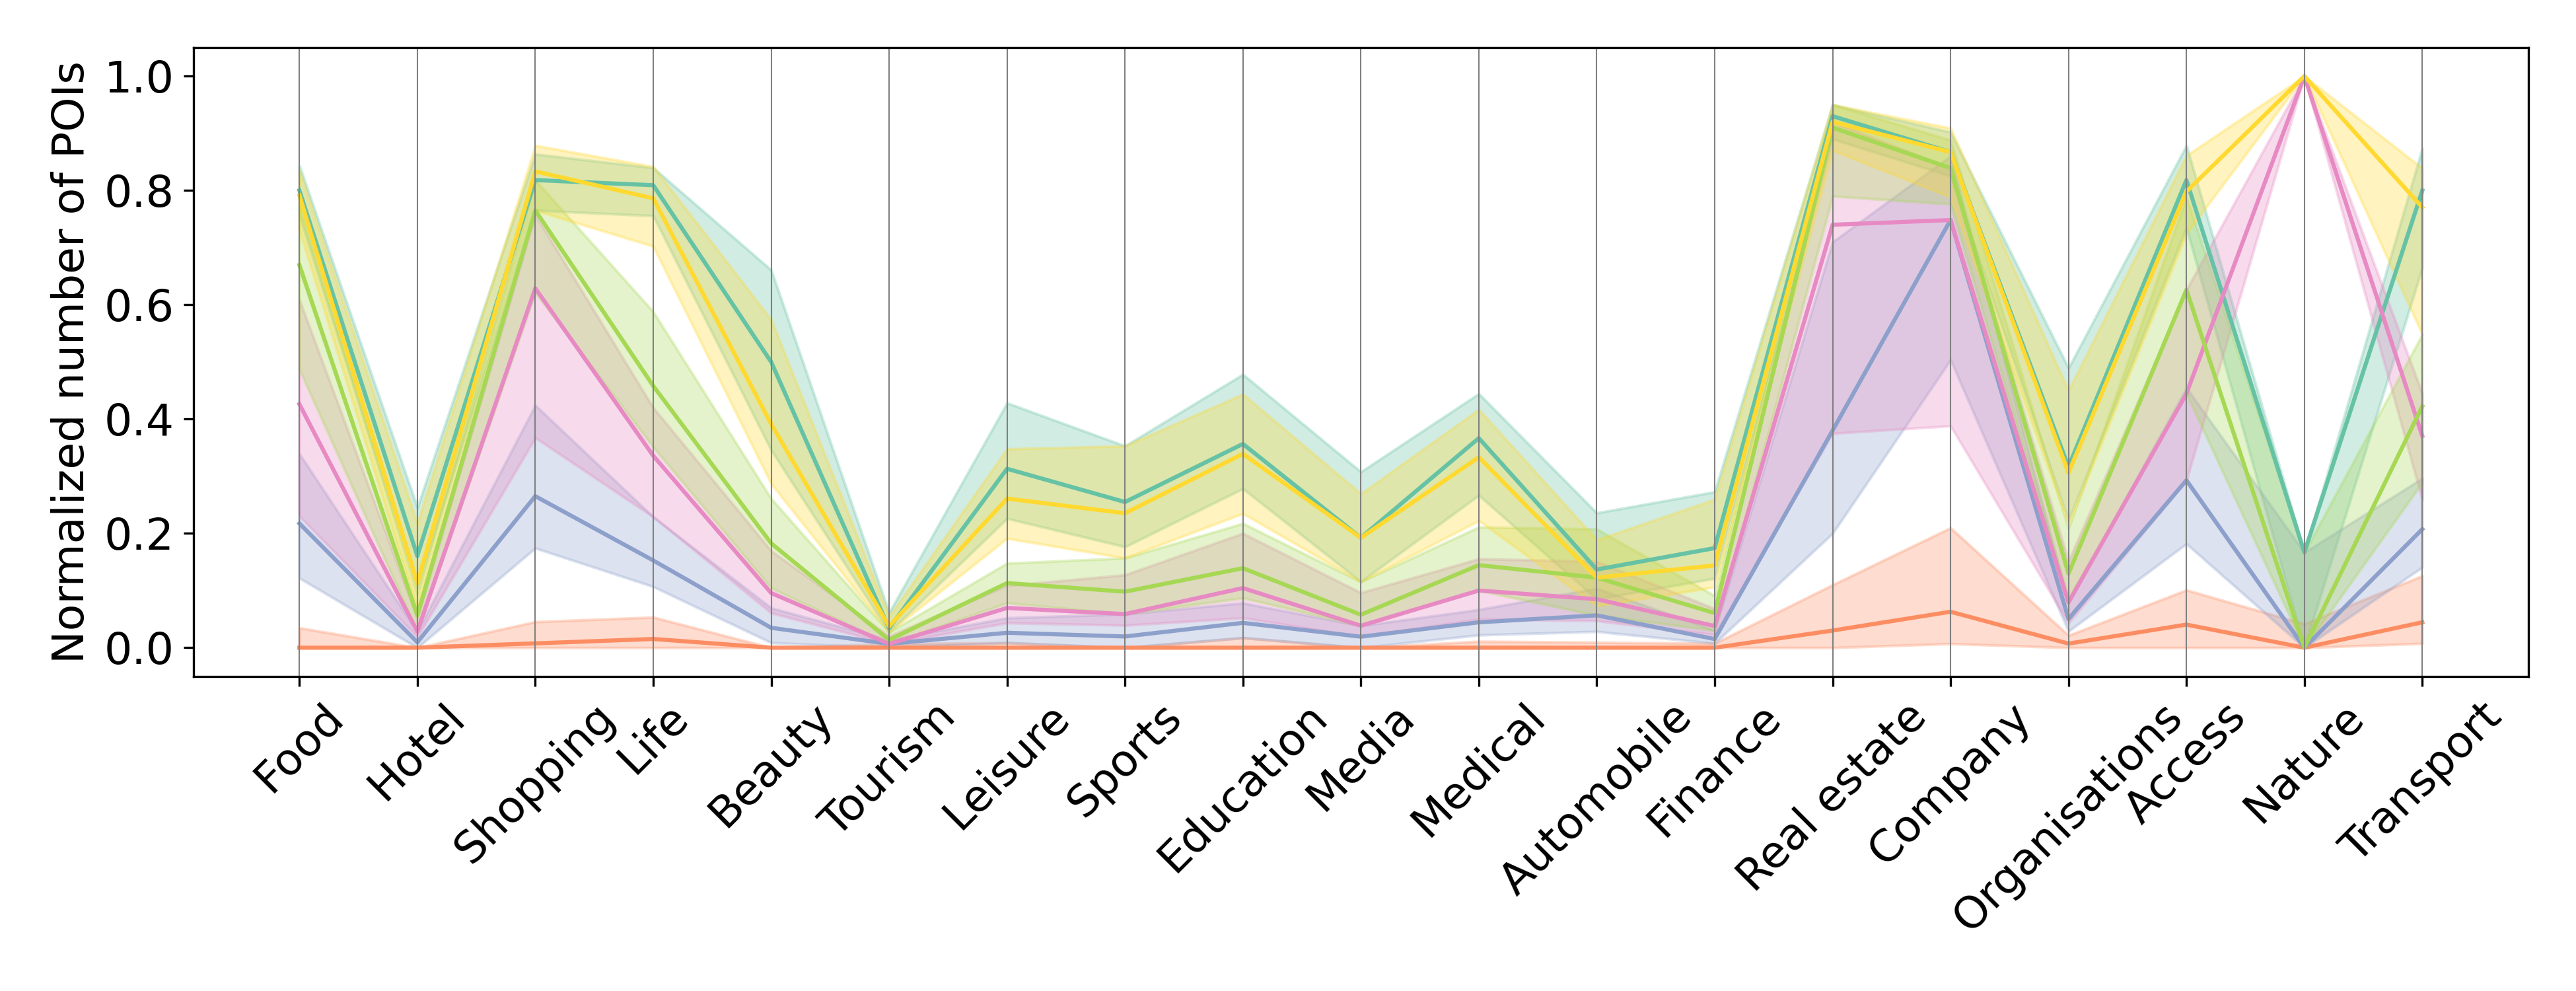 Normalized number of POIs
1.0
0.8
0.6
0.4
0.2
0.0
Food
Hotel
Shopping
Life
Beauty
Tourism
Leisure
Sports
Education
Media
Medical
Automobile
Finance
Real estate
Company
Organisations
Access
Nature
Transport